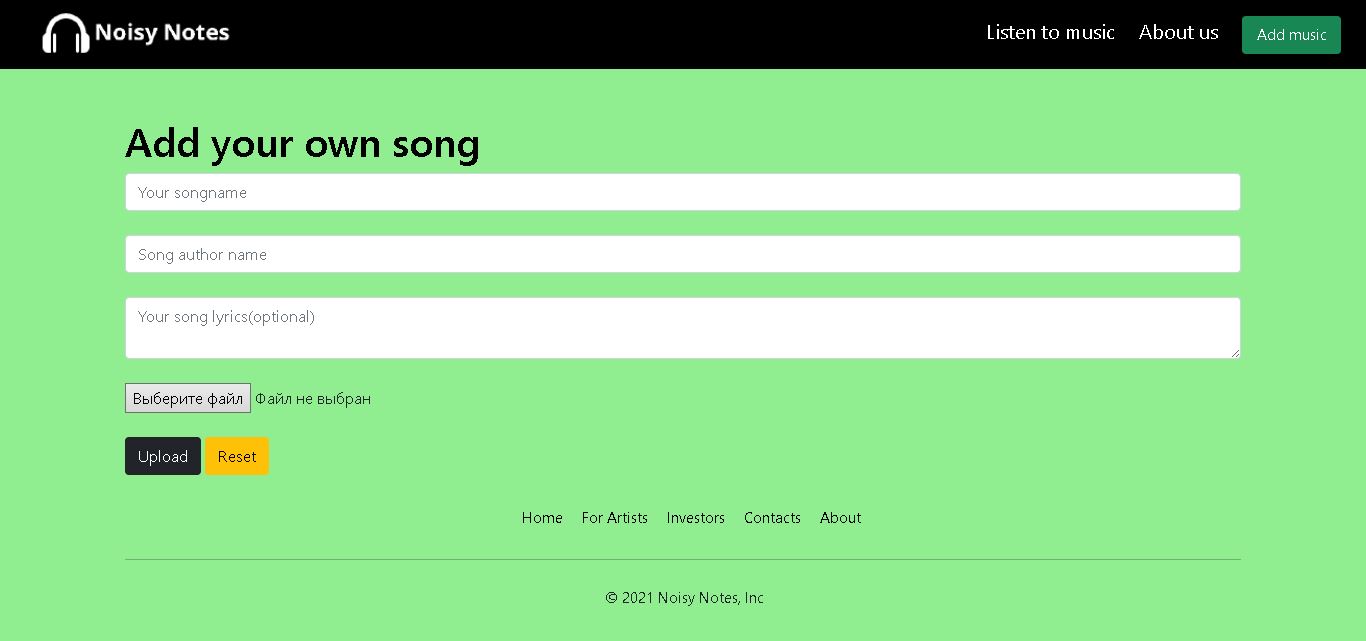 Noisy Notes Listen to music About us Add music
Add your own song
Your songname
Song author name
Your song lyrics(optional)
Выберите файл Файл не выбран
Upload Reset
Home For Artists Investors Contacts About
© 2021 Noisy Notes, Inc